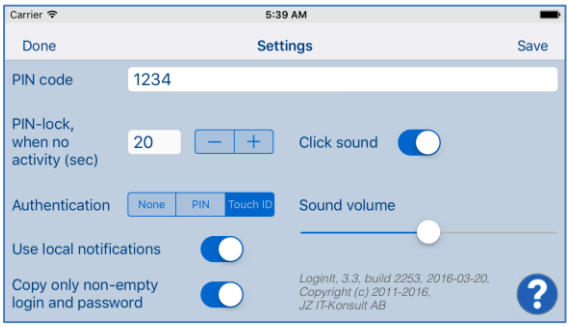 Carrier 5:39 AM
Done Settings Save
PIN code 1234
PIN-lock,
when no
activity (sec)
20 − + Click sound
Authentication None PIN Touch ID Sound volume
Use local notifications
Copy only non-empty
login and password
LoginIt, 3.3, build 2253, 2016-03-20,
Copyright (c) 2011-2016,
JZ IT-Konsult AB
?